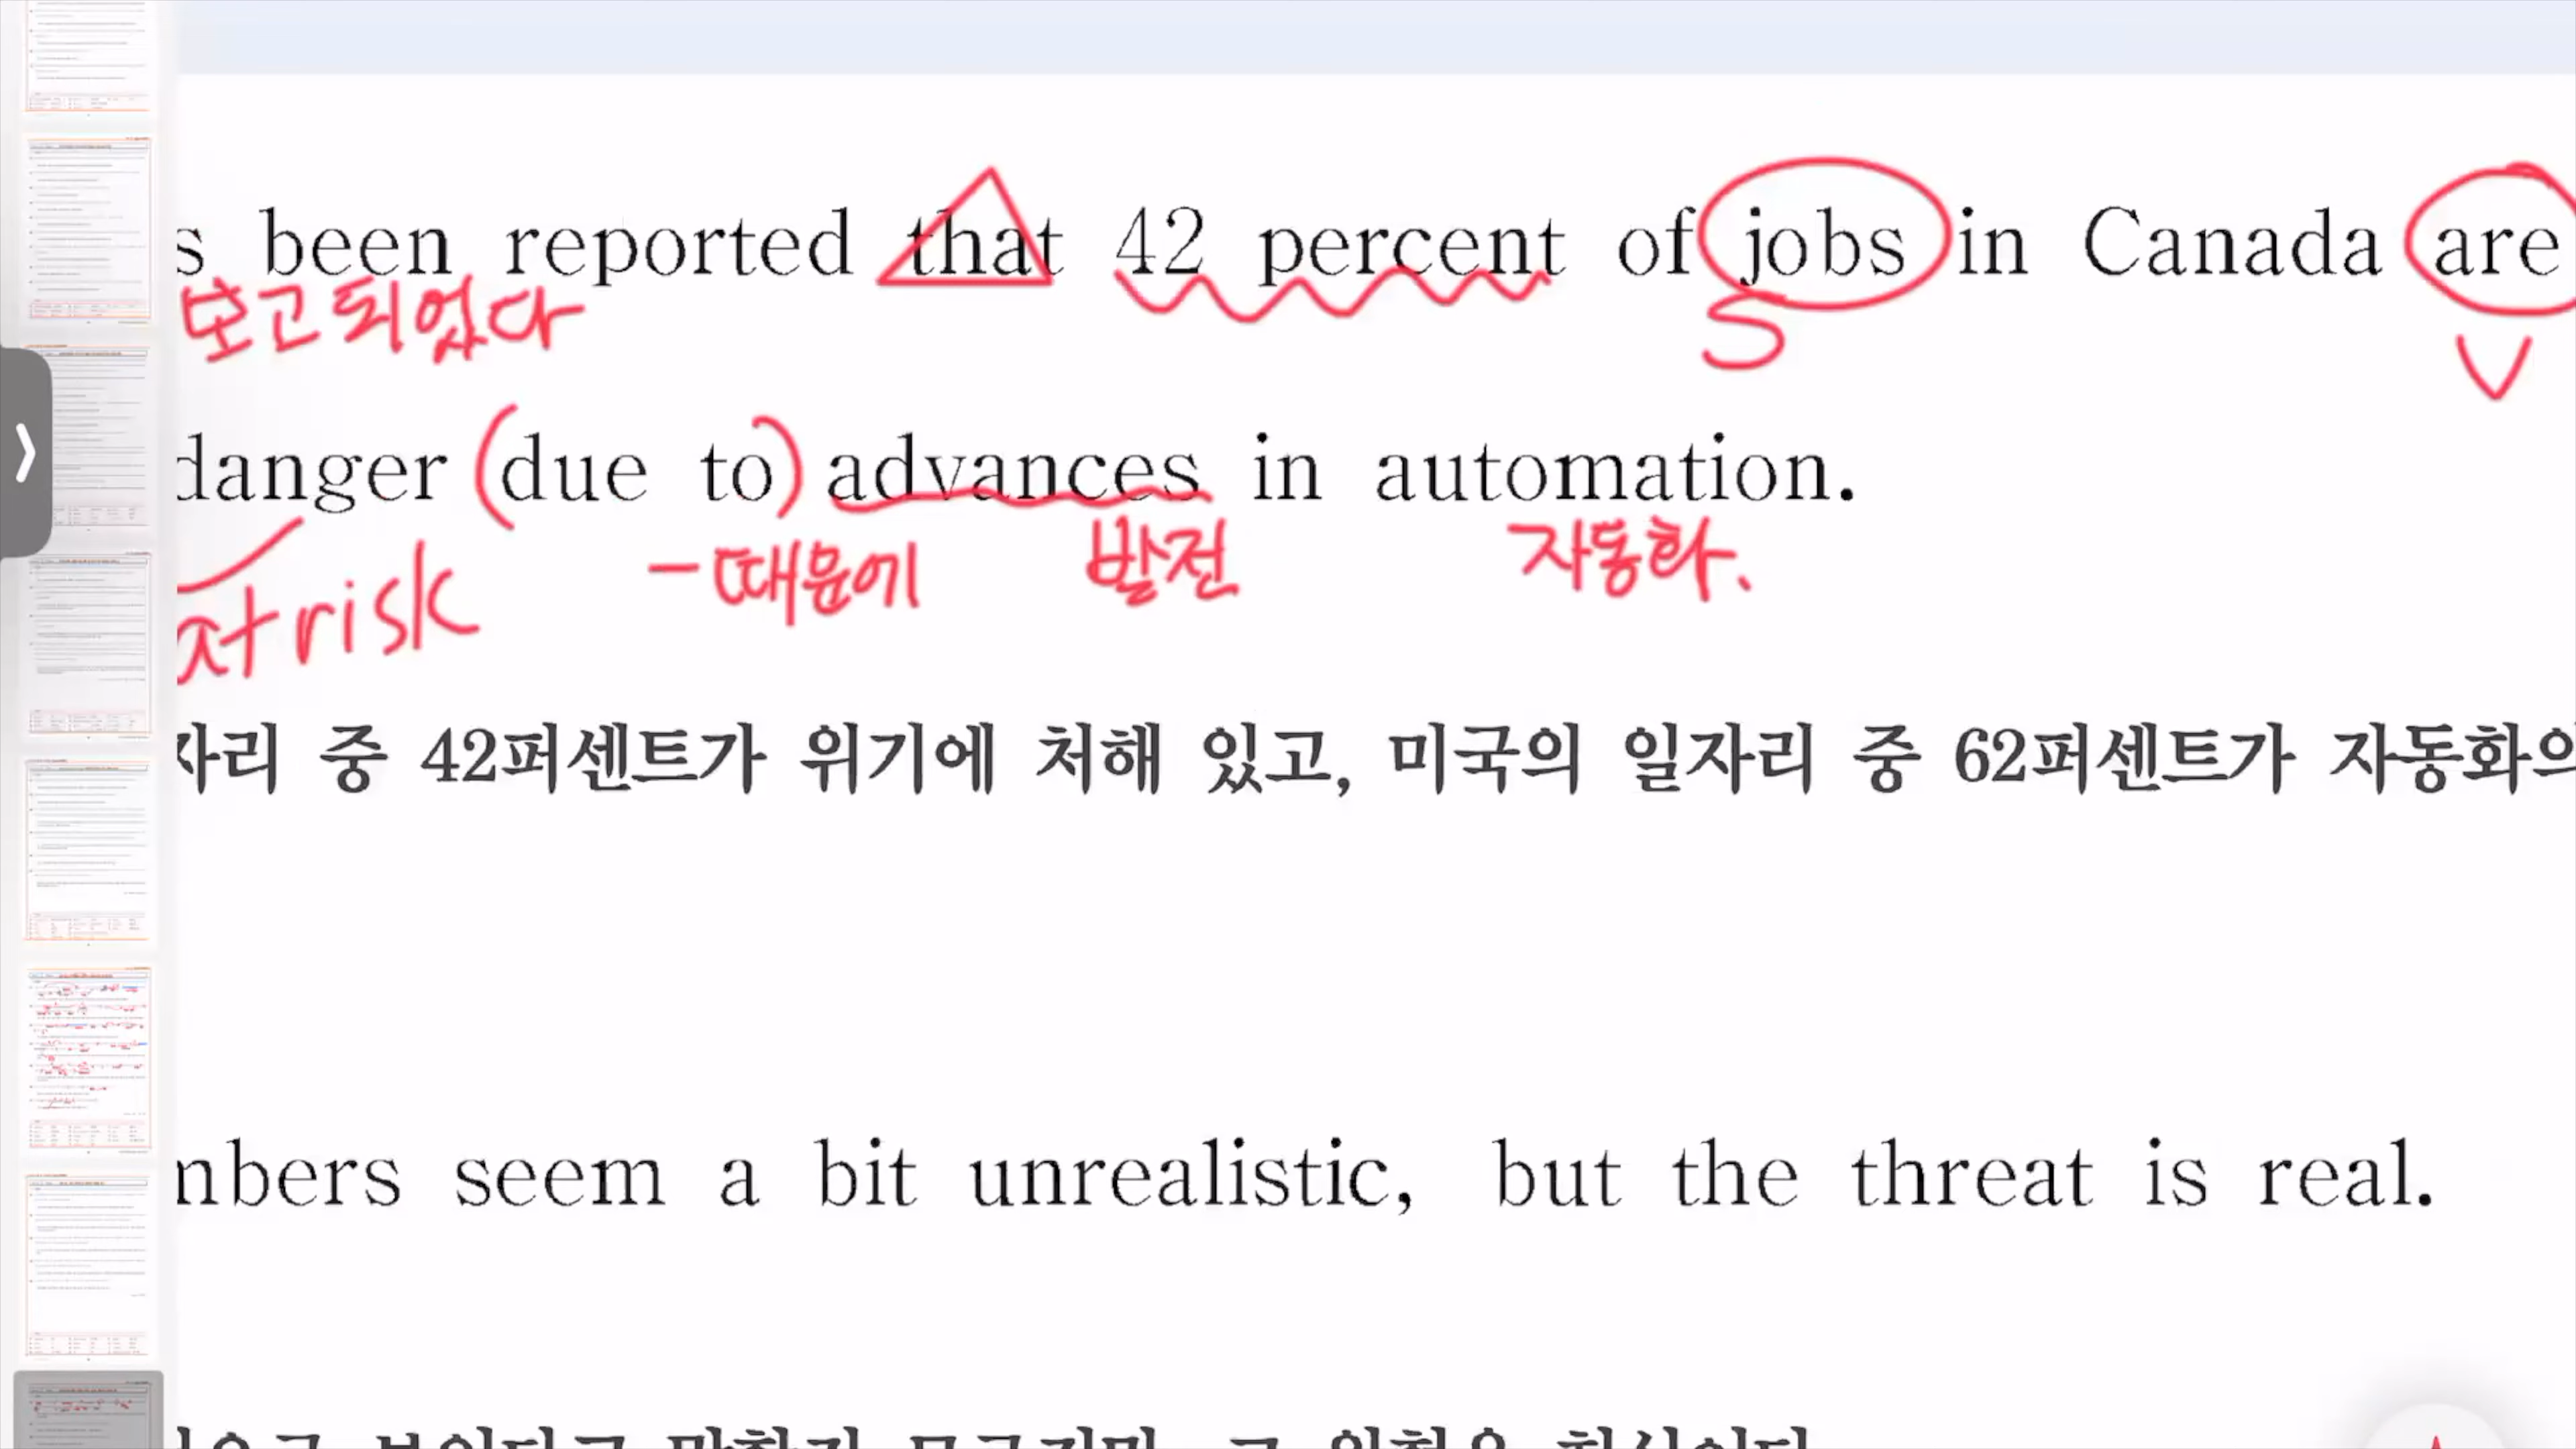 s been reported that 42 percent of jobs in Canada are
보고되었다
S
V
danger (due to) advances in automation.
at risk
-때문에 발전 자동화.
자리 중 42퍼센트가 위기에 처해 있고, 미국의 일자리 중 62퍼센트가 자동화의
nbers seem a bit unrealistic, but the threat is real.